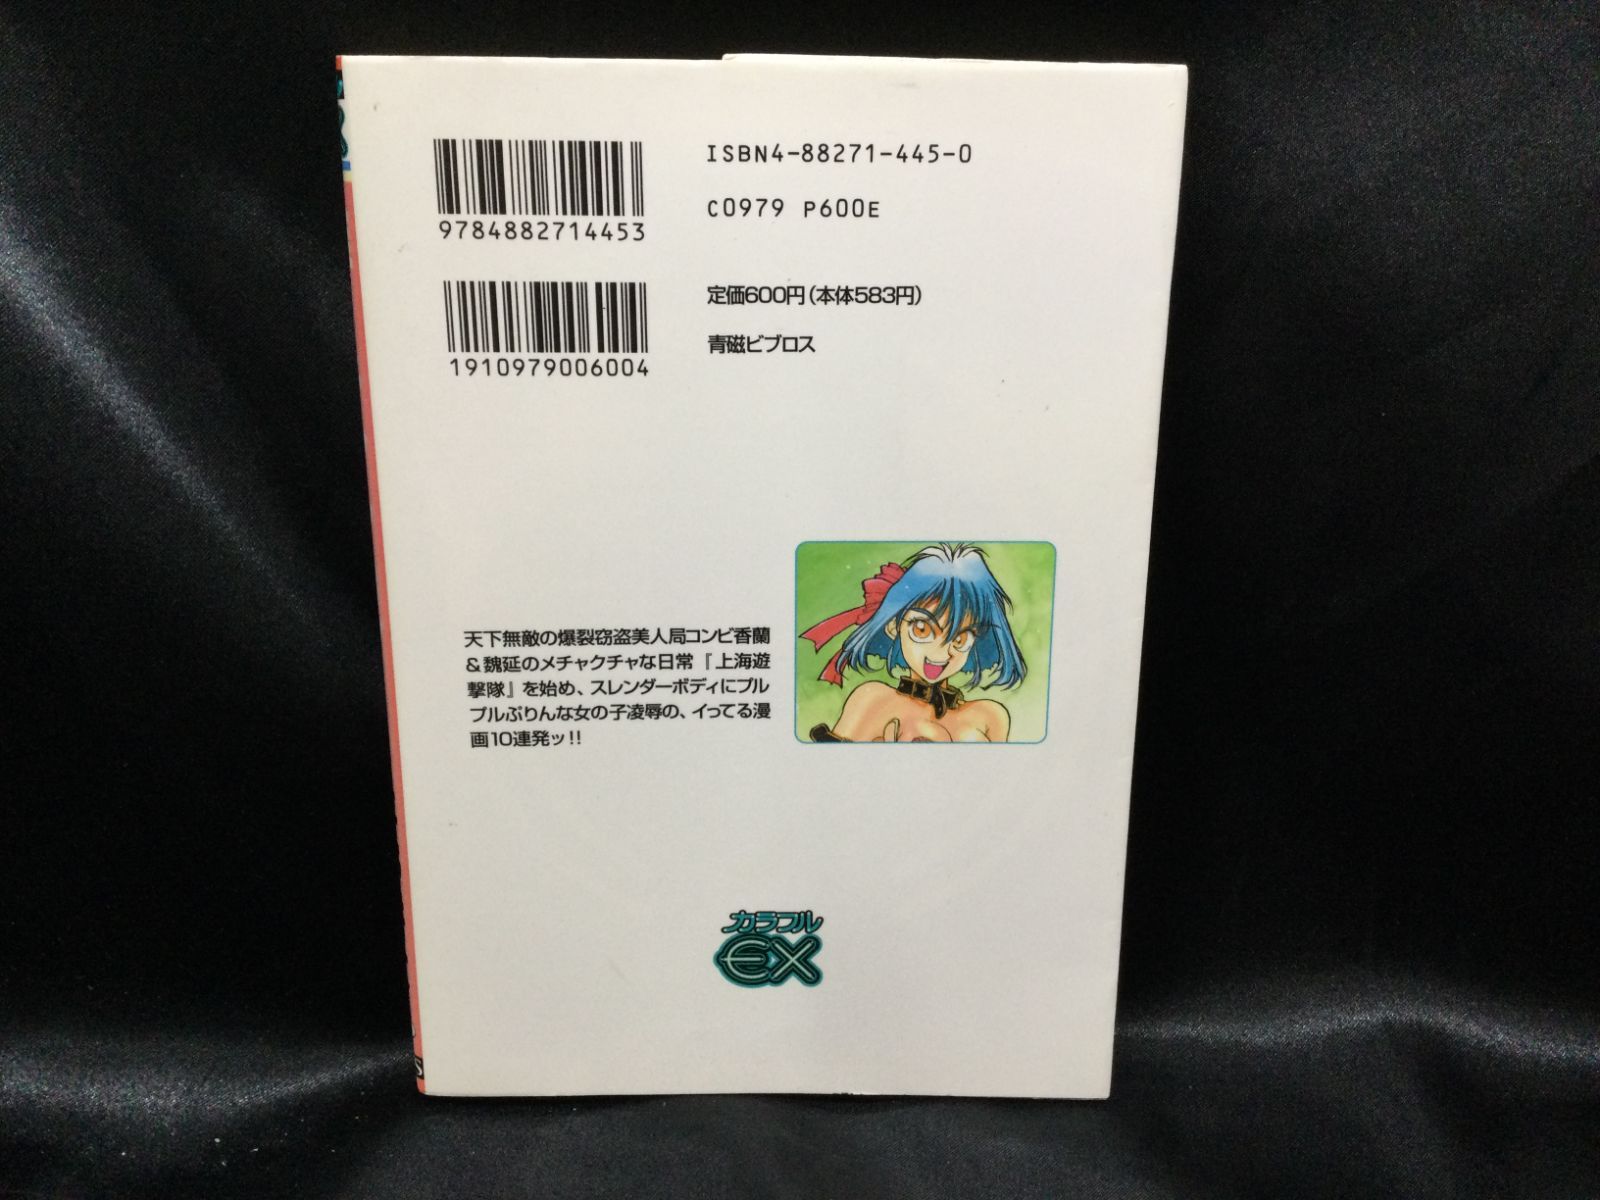 9784882714453
ISBN4-88271-445-0
C0979 P600E
1910979006004
定価600円(本体583円)
青磁ビブロス
天下無敵の爆裂窃盗美人局コンビ香蘭
&魏延のメチャクチャな日常『上海遊
撃隊』を始め、スレンダーボディにプル
プルぷりんな女の子凌辱の、イってる漫
画10連発ッ!!
カラフル
EX